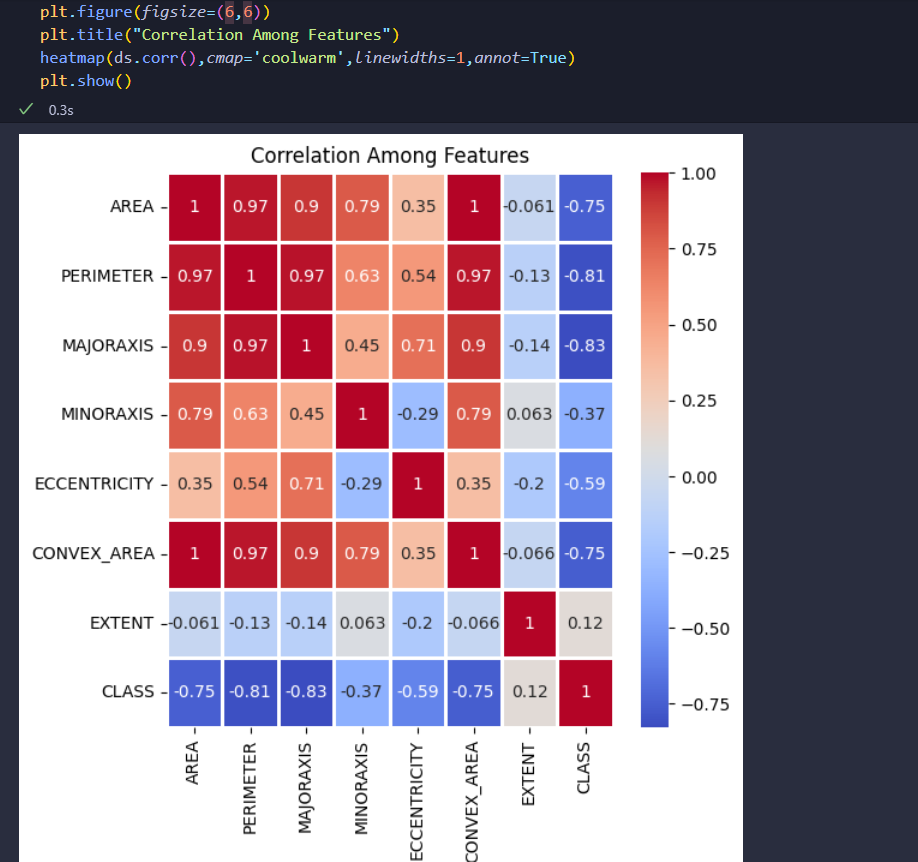 plt.figure(figsize=(6,6))
plt.title("Correlation Among Features")
heatmap(ds.corr(),cmap='coolwarm',linewidths=1,annot=True)
plt.show()
0.3s
Correlation Among Features
AREA 1 0.97 0.9 0.79 0.35 1 -0.061 -0.75
PERIMETER 0.97 1 0.97 0.63 0.54 0.97 -0.13 -0.81
MAJORAXIS 0.9 0.97 1 0.45 0.71 0.9 -0.14 -0.83
MINORAXIS 0.79 0.63 0.45 1 -0.29 0.79 0.063 -0.37
ECCENTRICITY 0.35 0.54 0.71 -0.29 1 0.35 -0.2 -0.59
CONVEX_AREA 1 0.97 0.9 0.79 0.35 1 -0.066 -0.75
EXTENT -0.061 -0.13 -0.14 0.063 -0.2 -0.066 1 0.12
CLASS -0.75 -0.81 -0.83 -0.37 -0.59 -0.75 0.12 1
AREA PERIMETER MAJORAXIS MINORAXIS ECCENTRICITY CONVEX_AREA EXTENT CLASS
1.00
0.75
0.50
0.25
0.00
−0.25
−0.50
−0.75